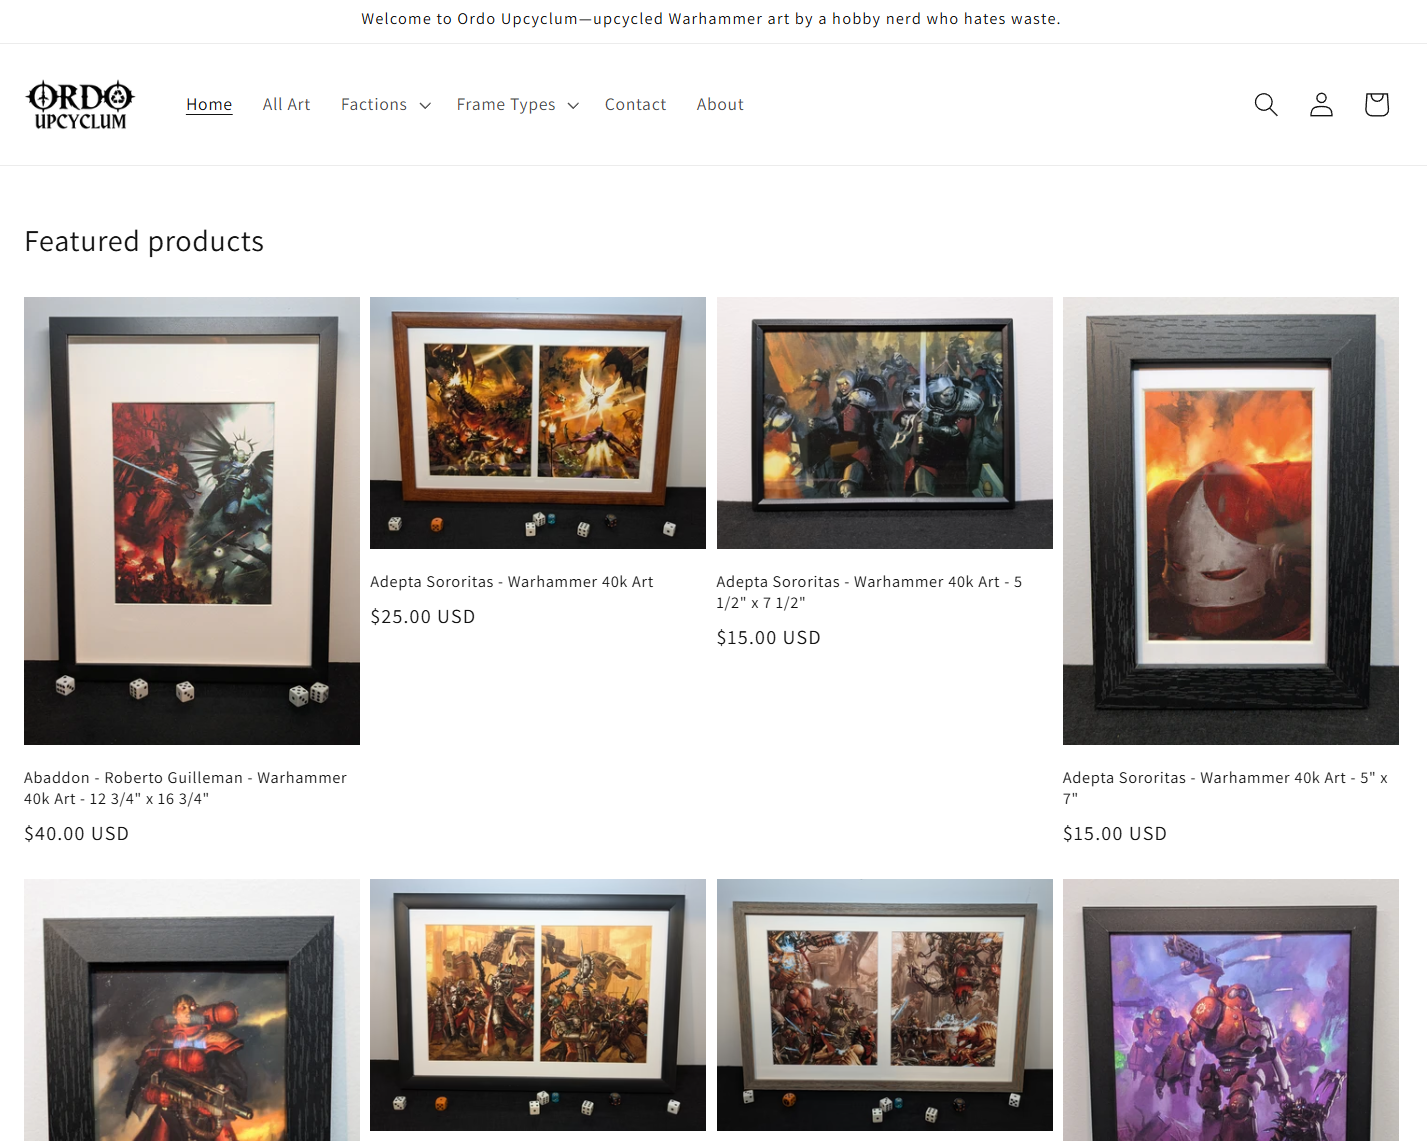 Welcome to Ordo Upcyclum—upcycled Warhammer art by a hobby nerd who hates waste.
ORDO
UPCYCLUM
Home
All Art
Factions
Frame Types
Contact
About
Featured products
Abaddon - Roberto Guilleman - Warhammer
40k Art - 12 3/4" x 16 3/4"
$40.00 USD
Adepta Sororitas - Warhammer 40k Art
$25.00 USD
Adepta Sororitas - Warhammer 40k Art - 5
1/2" x 7 1/2"
$15.00 USD
Adepta Sororitas - Warhammer 40k Art - 5" x
7"
$15.00 USD